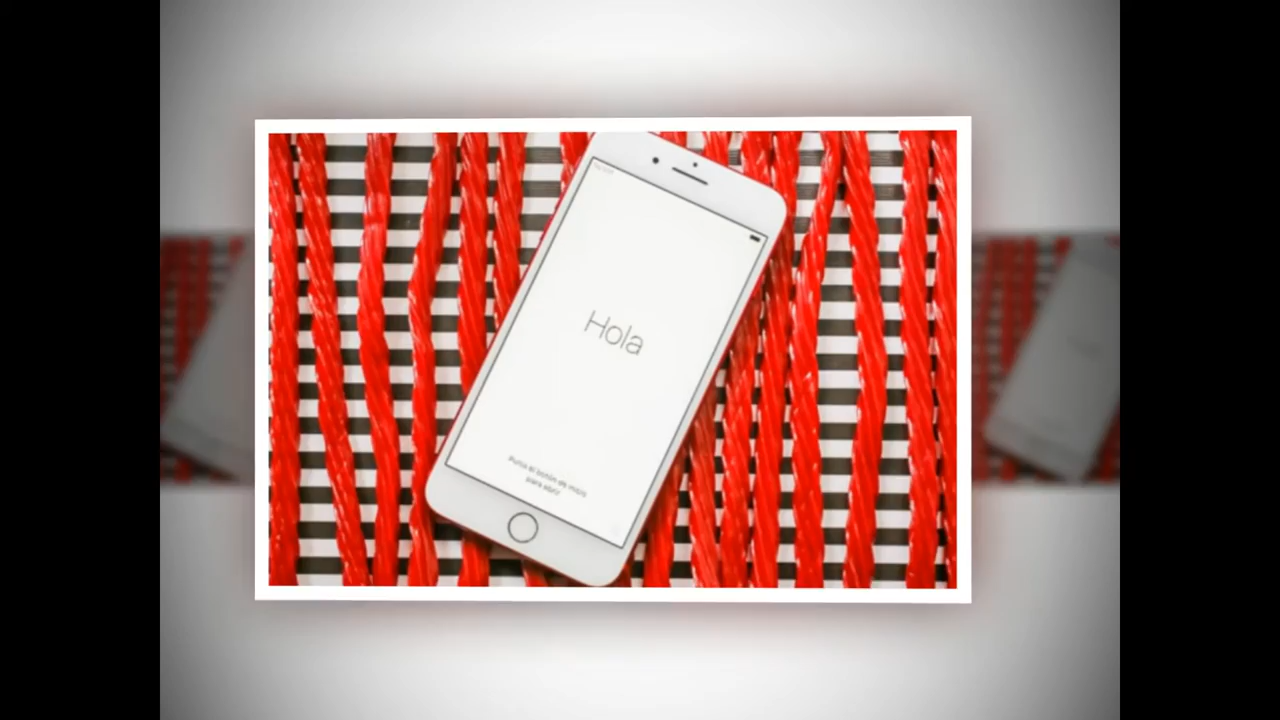 Hola
Pulsa el botón de inicio
para abrir